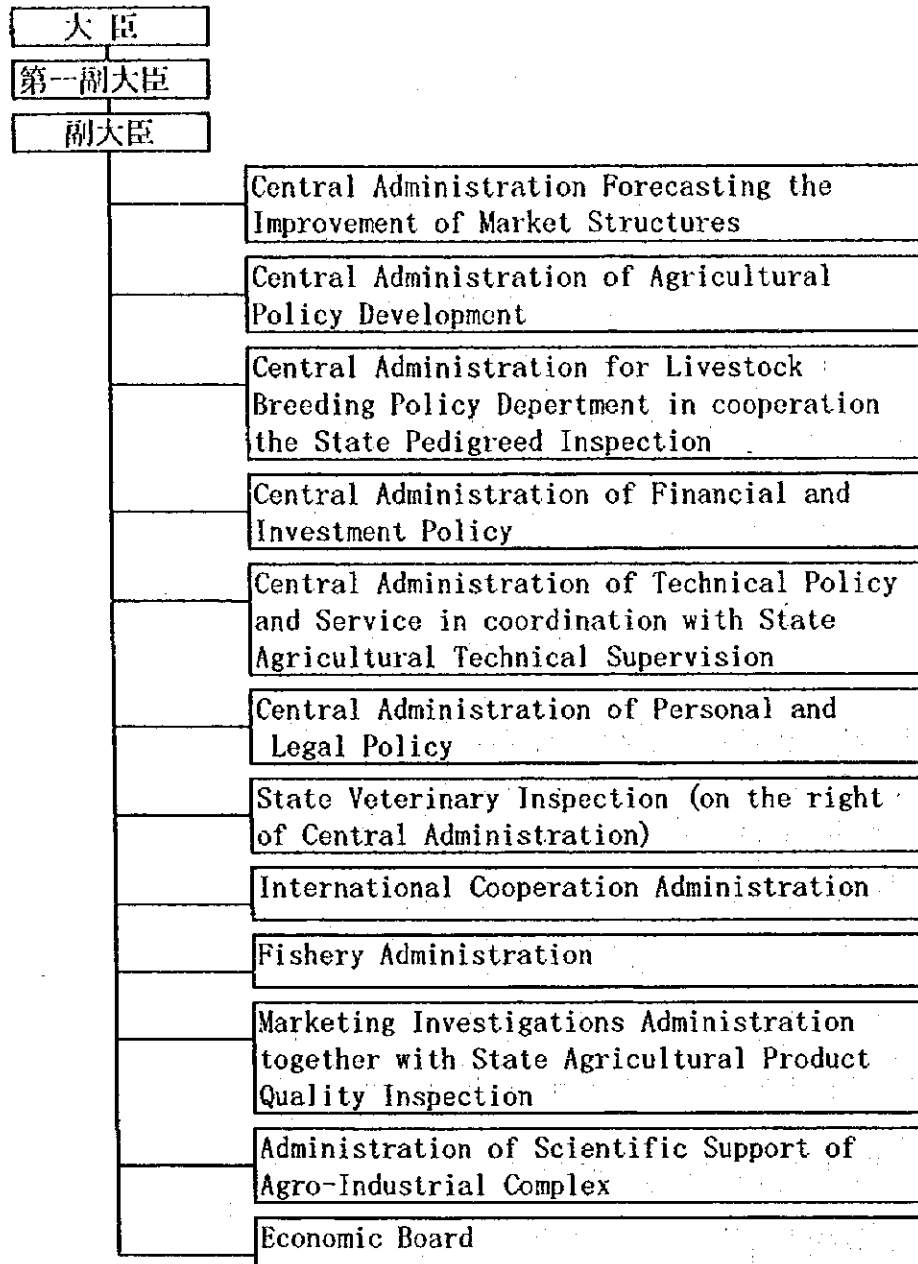 大臣
第一副大臣
副大臣
Central Administration Forecasting the
Improvement of Market Structures
Central Administration of Agricultural
Policy Development
Central Administration for Livestock
Breeding Policy Depertment in cooperation
the State Pedigreed Inspection
Central Administration of Financial and
Investment Policy
Central Administration of Technical Policy
and Service in coordination with State
Agricultural Technical Supervision
Central Administration of Personal and
Legal Policy
State Veterinary Inspection (on the right
of Central Administration)
International Cooperation Administration
Fishery Administration
Marketing Investigations Administration
together with State Agricultural Product
Quality Inspection
Administration of Scientific Support of
Agro-Industrial Complex
Economic Board